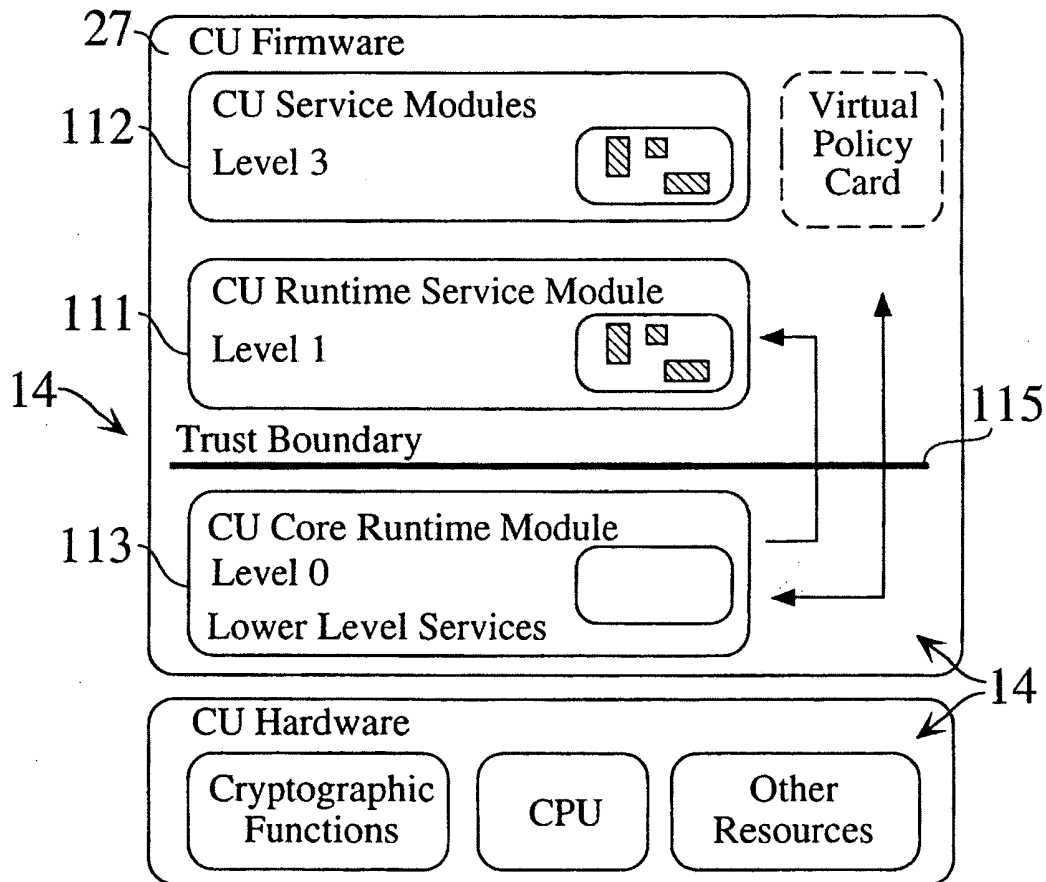 27
CU Firmware
CU Service Modules
112
Level 3
Virtual
Policy
Card
CU Runtime Service Module
111
Level 1
14
115
Trust Boundary
CU Core Runtime Module
113
Level 0
Lower Level Services
14
CU Hardware
Cryptographic
Functions
CPU
Other
Resources